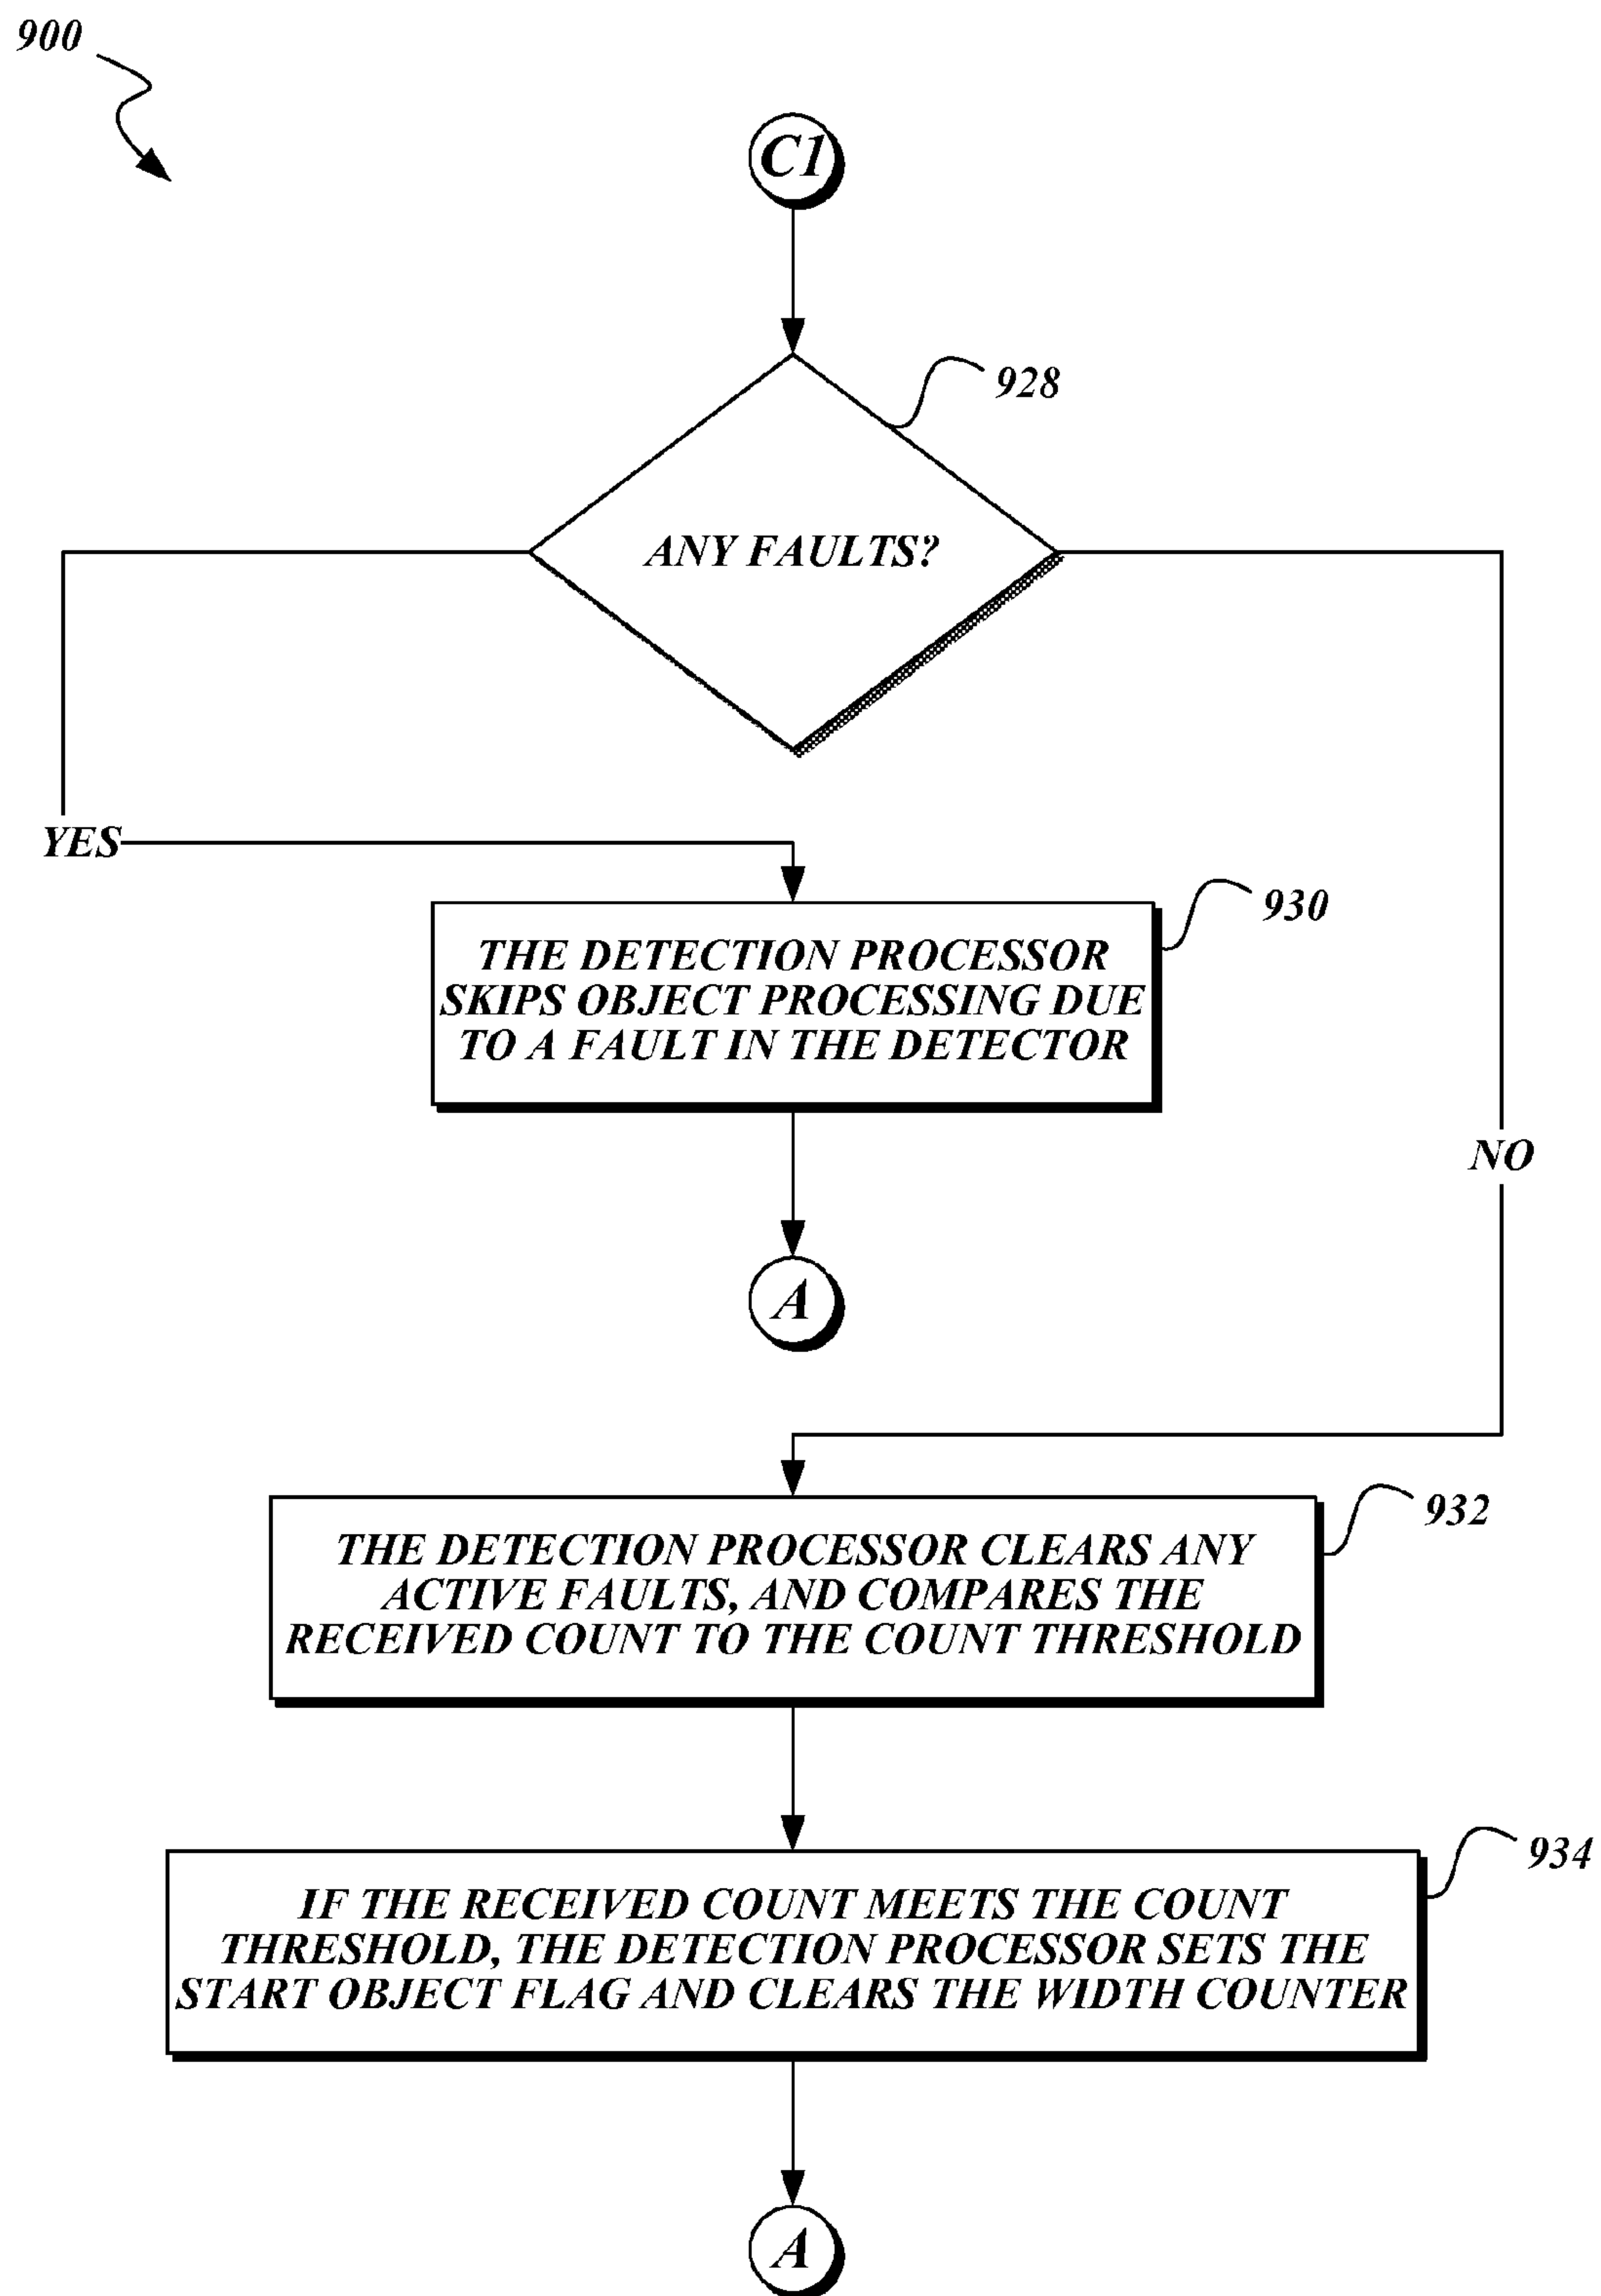 900
C1
928
ANY FAULTS?
YES
930
THE DETECTION PROCESSOR
SKIPS OBJECT PROCESSING DUE
TO A FAULT IN THE DETECTOR
NO
A
932
THE DETECTION PROCESSOR CLEARS ANY
ACTIVE FAULTS, AND COMPARES THE
RECEIVED COUNT TO THE COUNT THRESHOLD
934
IF THE RECEIVED COUNT MEETS THE COUNT
THRESHOLD, THE DETECTION PROCESSOR SETS THE
START OBJECT FLAG AND CLEARS THE WIDTH COUNTER
A